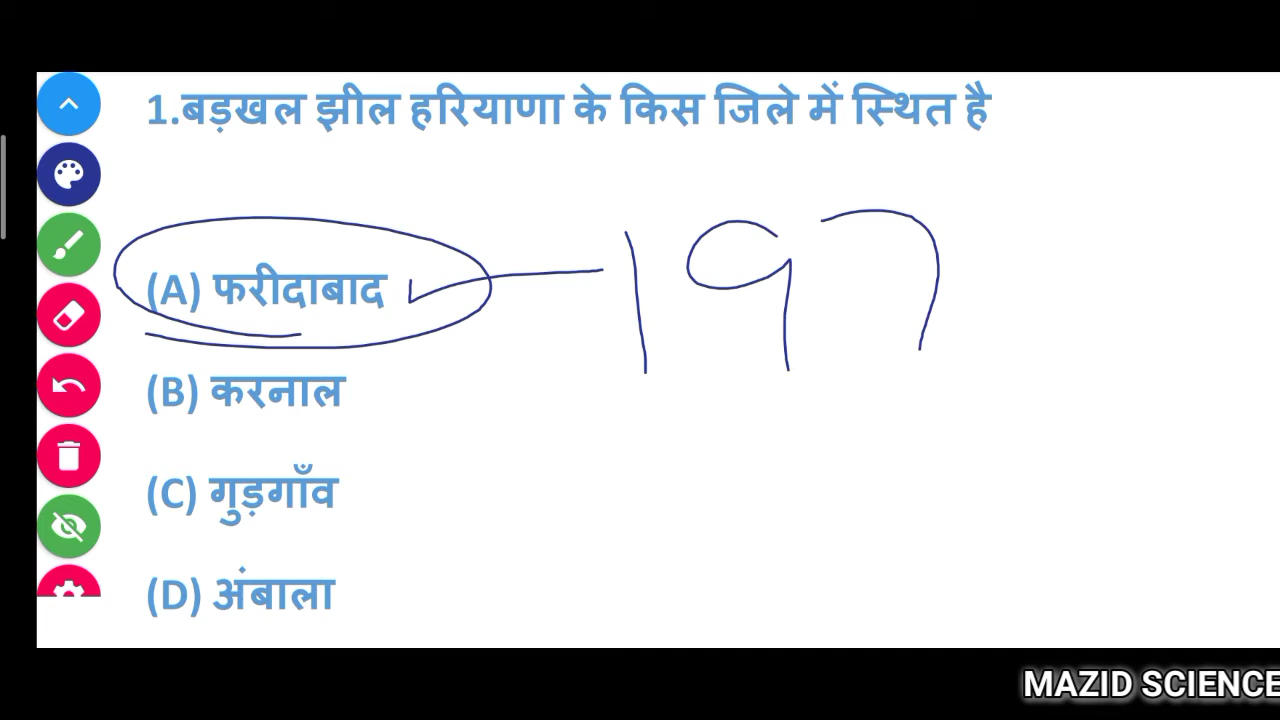 1.बड़खल झील हरियाणा के किस जिले में स्थित है
(A) फरीदाबाद
197
(B) करनाल
(C) गुड़गाँव
(D) अंबाला
MAZID SCIENCE